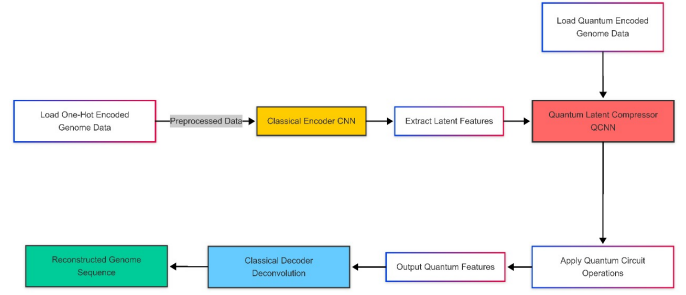 Load Quantum Encoded
Genome Data
Load One-Hot Encoded
Genome Data
Preprocessed Data
Classical Encoder CNN
Extract Latent Features
Quantum Latent Compressor
QCNN
Reconstructed Genome
Sequence
Classical Decoder
Deconvolution
Output Quantum Features
Apply Quantum Circuit
Operations